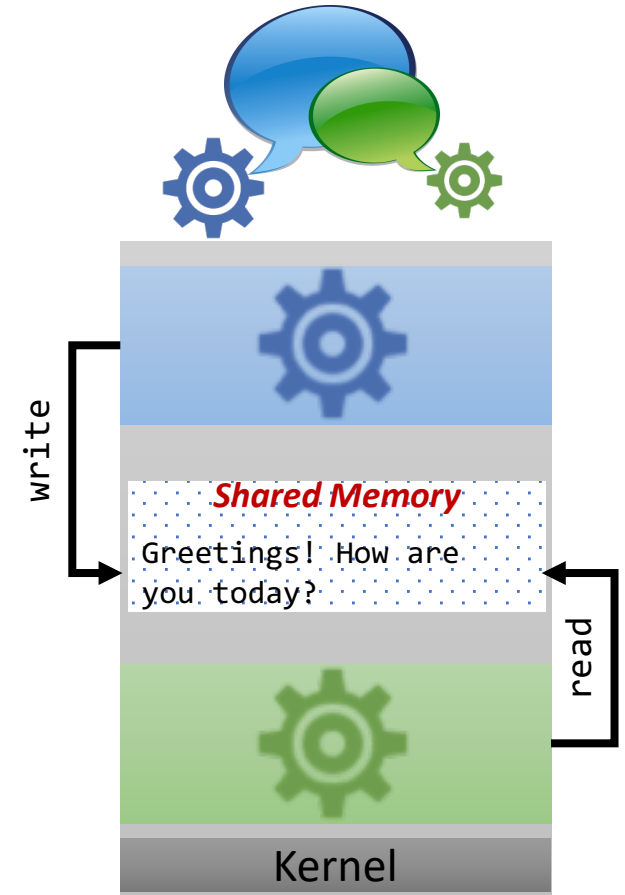 write
Shared Memory
Greetings! How are
you today?
read
Kernel